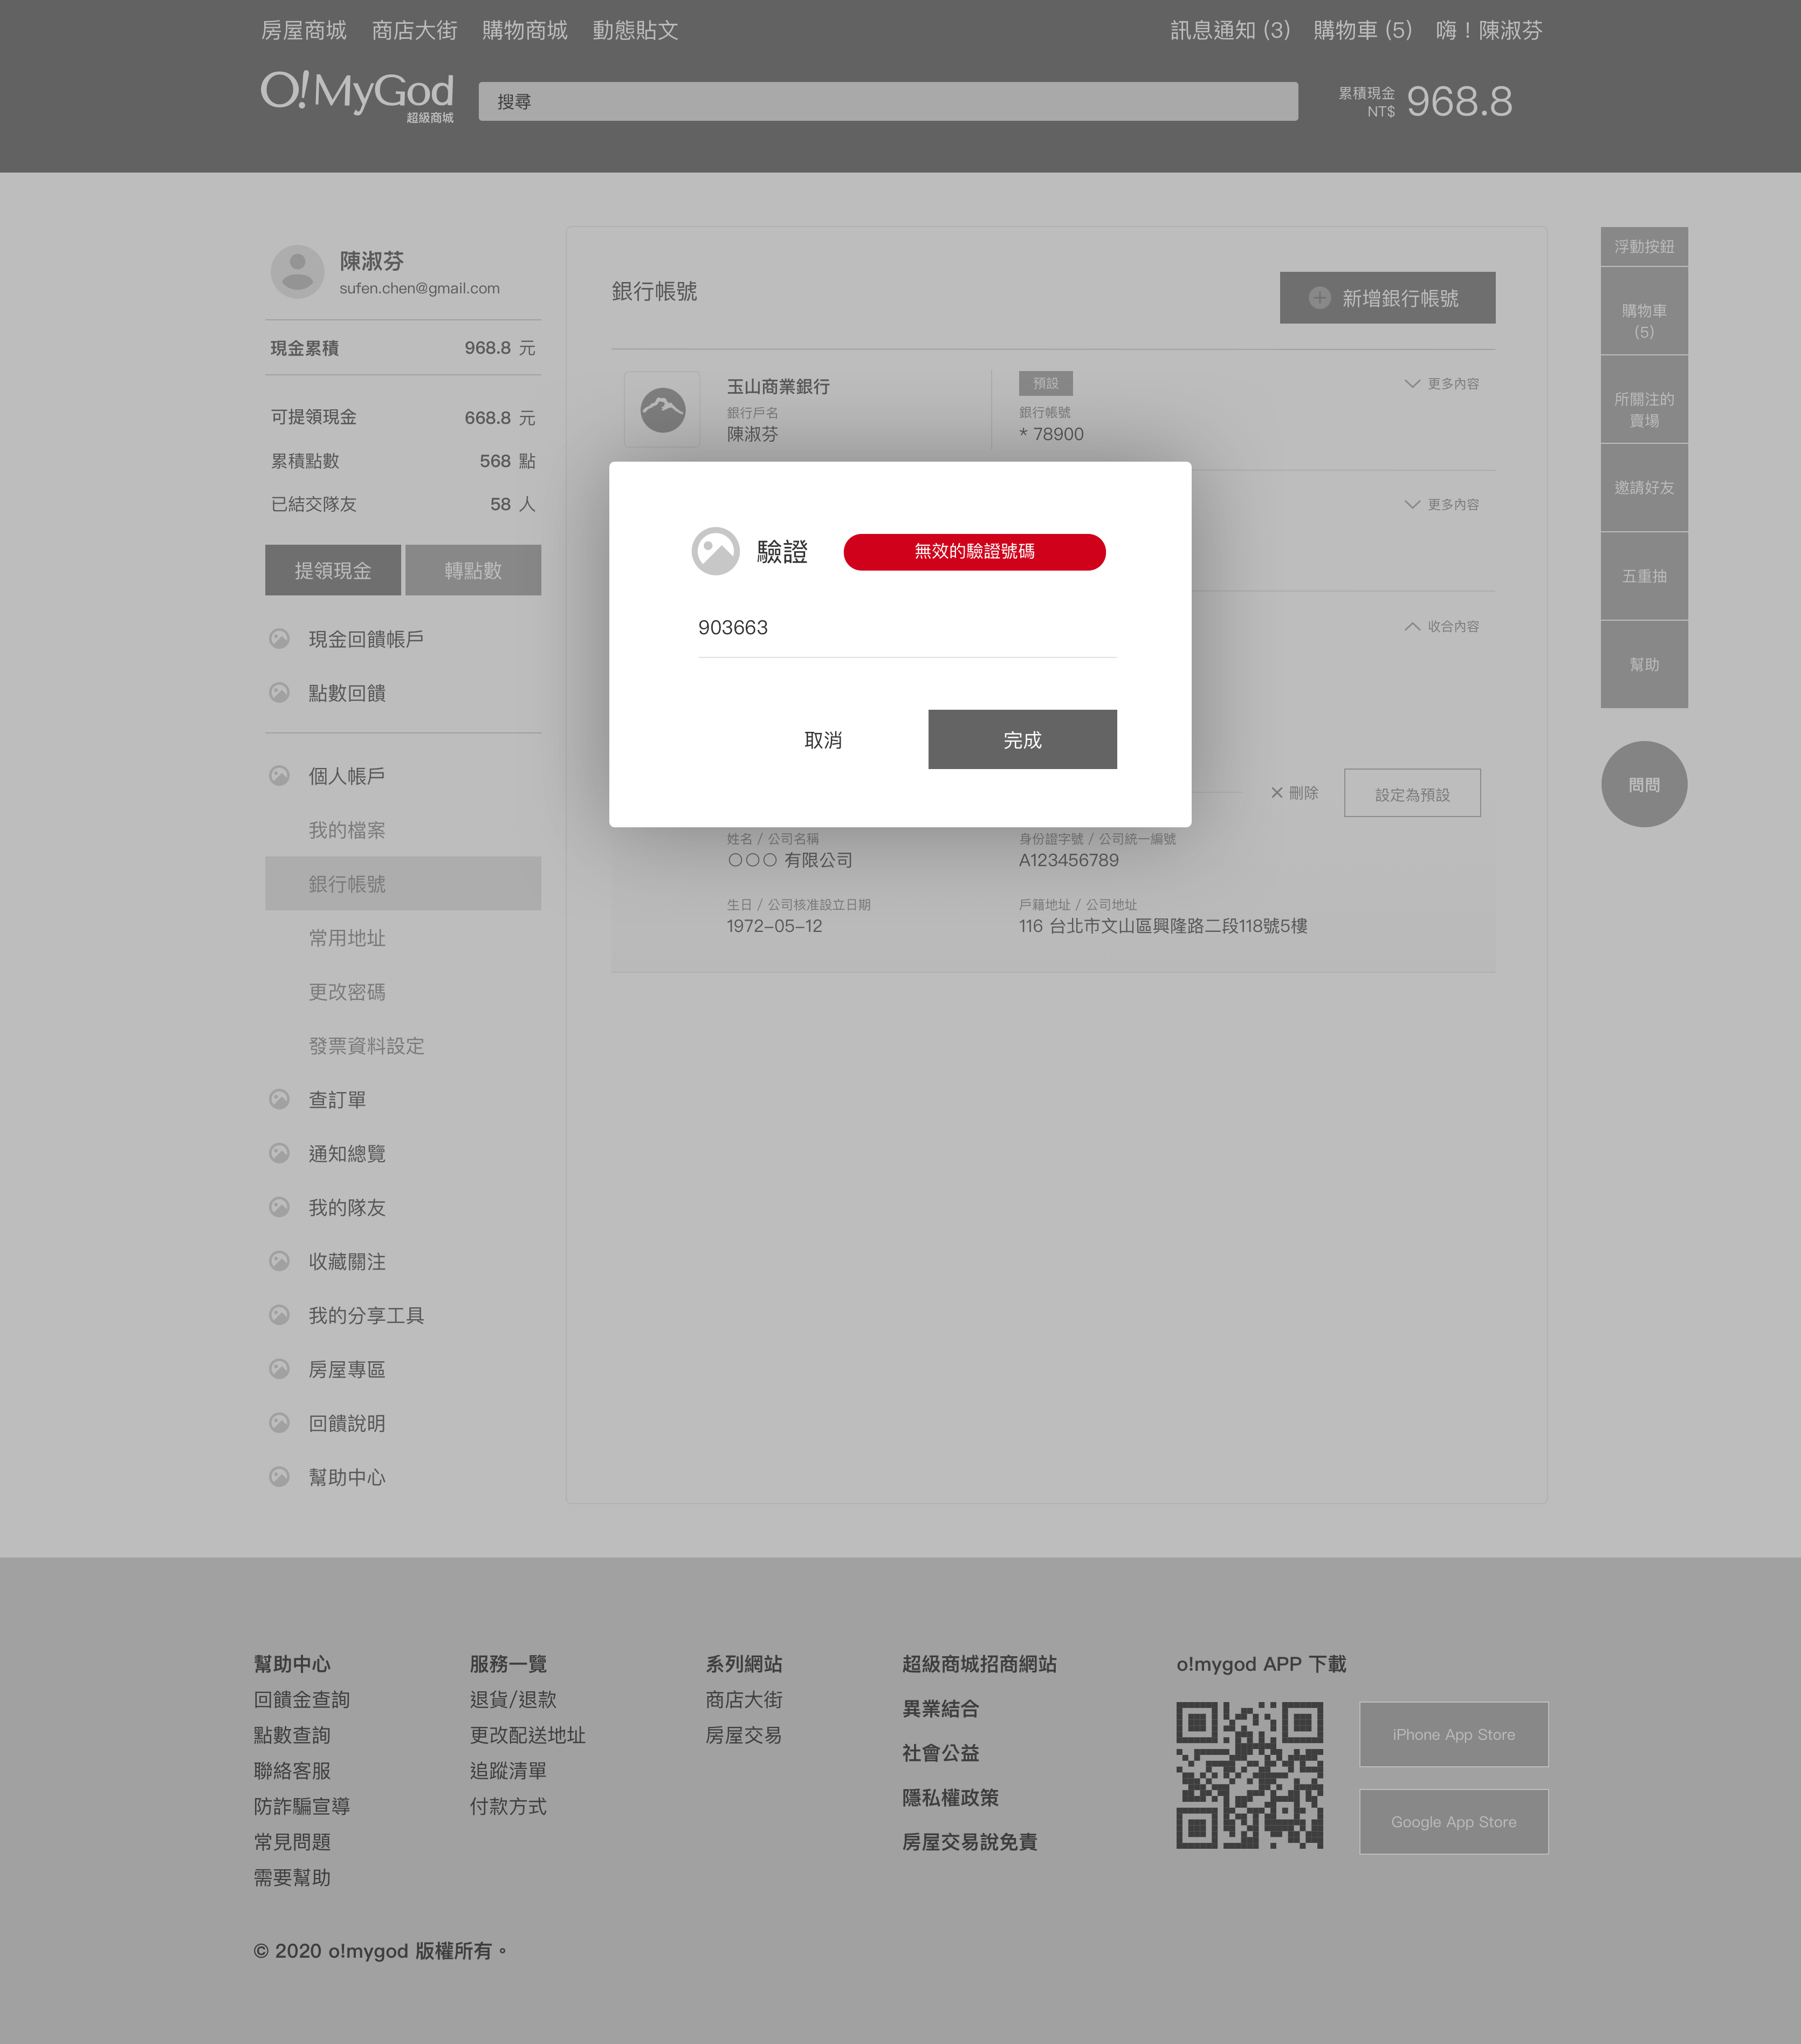 房屋商城 商店大街 購物商城 動態貼文 訊息通知 (3) 購物車 (5) 嗨！陳淑芬
O!MyGod
超級商城
搜尋
累積現金
NT$ 968.8
陳淑芬
sufen.chen@gmail.com
現金累積 968.8 元
可提領現金 668.8 元
累積點數 568 點
已結交隊友 58 人
提領現金 轉點數
現金回饋帳戶
點數回饋
個人帳戶
我的檔案
銀行帳號
常用地址
更改密碼
發票資料設定
查訂單
通知總覽
我的隊友
收藏關注
我的分享工具
房屋專區
回饋說明
幫助中心
銀行帳號
新增銀行帳號
玉山商業銀行
銀行戶名
陳淑芬
預設
銀行帳號
* 78900
更多內容
更多內容
收合內容
驗證
無效的驗證號碼
903663
取消
完成
刪除
設定為預設
姓名 / 公司名稱
○○○ 有限公司
身份證字號 / 公司統一編號
A123456789
生日 / 公司核准設立日期
1972-05-12
戶籍地址 / 公司地址
116 台北市文山區興隆路二段118號5樓
浮動按鈕
購物車
(5)
所關注的
賣場
邀請好友
五重抽
幫助
問問
幫助中心
回饋金查詢
點數查詢
聯絡客服
防詐騙宣導
常見問題
需要幫助
服務一覽
退貨/退款
更改配送地址
追蹤清單
付款方式
系列網站
商店大街
房屋交易
超級商城招商網站
異業結合
社會公益
隱私權政策
房屋交易說免責
o!mygod APP 下載
iPhone App Store
Google App Store
© 2020 o!mygod 版權所有。